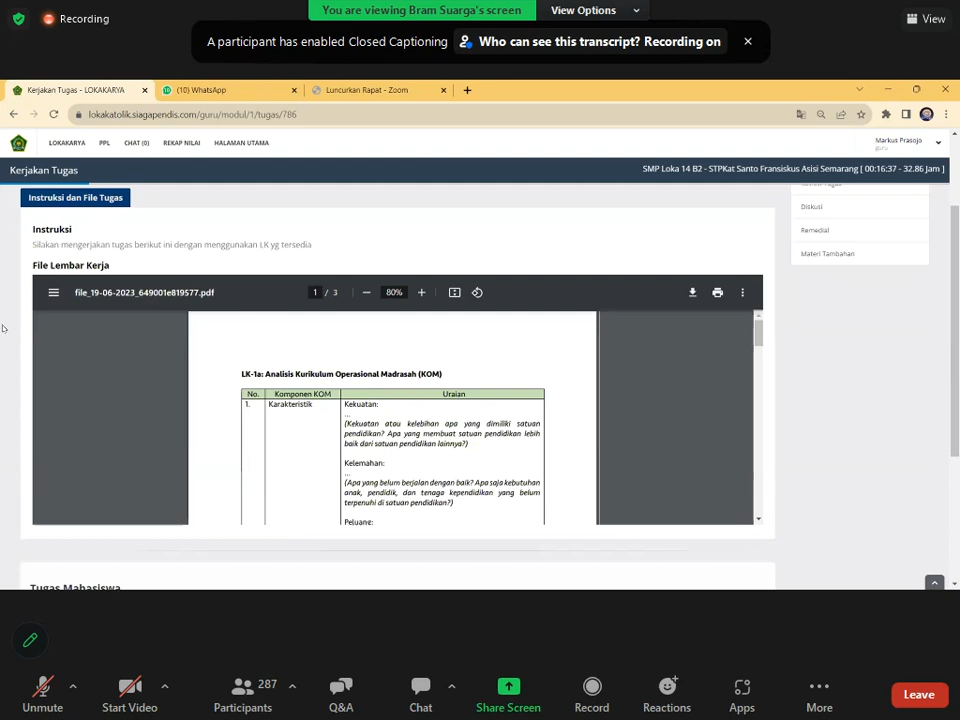 Recording
You are viewing Bram Suarga's screen
View Options
View
A participant has enabled Closed Captioning
Who can see this transcript? Recording on
Kerjakan Tugas - LOKAKARYA
(10) WhatsApp
Luncurkan Rapat - Zoom
lokakatolik.siagapendis.com/guru/modul/1/tugas/786
LOKAKARYA
PPL
CHAT (0)
REKAP NILAI
HALAMAN UTAMA
Markus Prasojo
guru
Kerjakan Tugas
SMP Loka 14 B2 - STPKat Santo Fransiskus Asisi Semarang [ 00:16:37 - 32.86 Jam ]
Instruksi dan File Tugas
Instruksi
Silakan mengerjakan tugas berikut ini dengan menggunakan LK yg tersedia
File Lembar Kerja
file_19-06-2023_649001e819577.pdf
1 / 3
80%
LK-1a: Analisis Kurikulum Operasional Madrasah (KOM)
No. Komponen KOM Uraian
1. Karakteristik Kekuatan:
...
(Kekuatan atau kelebihan apa yang dimiliki satuan
pendidikan? Apa yang membuat satuan pendidikan lebih
baik dari satuan pendidikan lainnya?)
Kelemahan:
...
(Apa yang belum berjalan dengan baik? Apa saja kebutuhan
anak, pendidik, dan tenaga kependidikan yang belum
terpenuhi di satuan pendidikan?)
Peluang:
Diskusi
Remedial
Materi Tambahan
Tugas Mahasiswa
Unmute
Start Video
287
Participants
Q&A
Chat
Share Screen
Record
Reactions
Apps
More
Leave